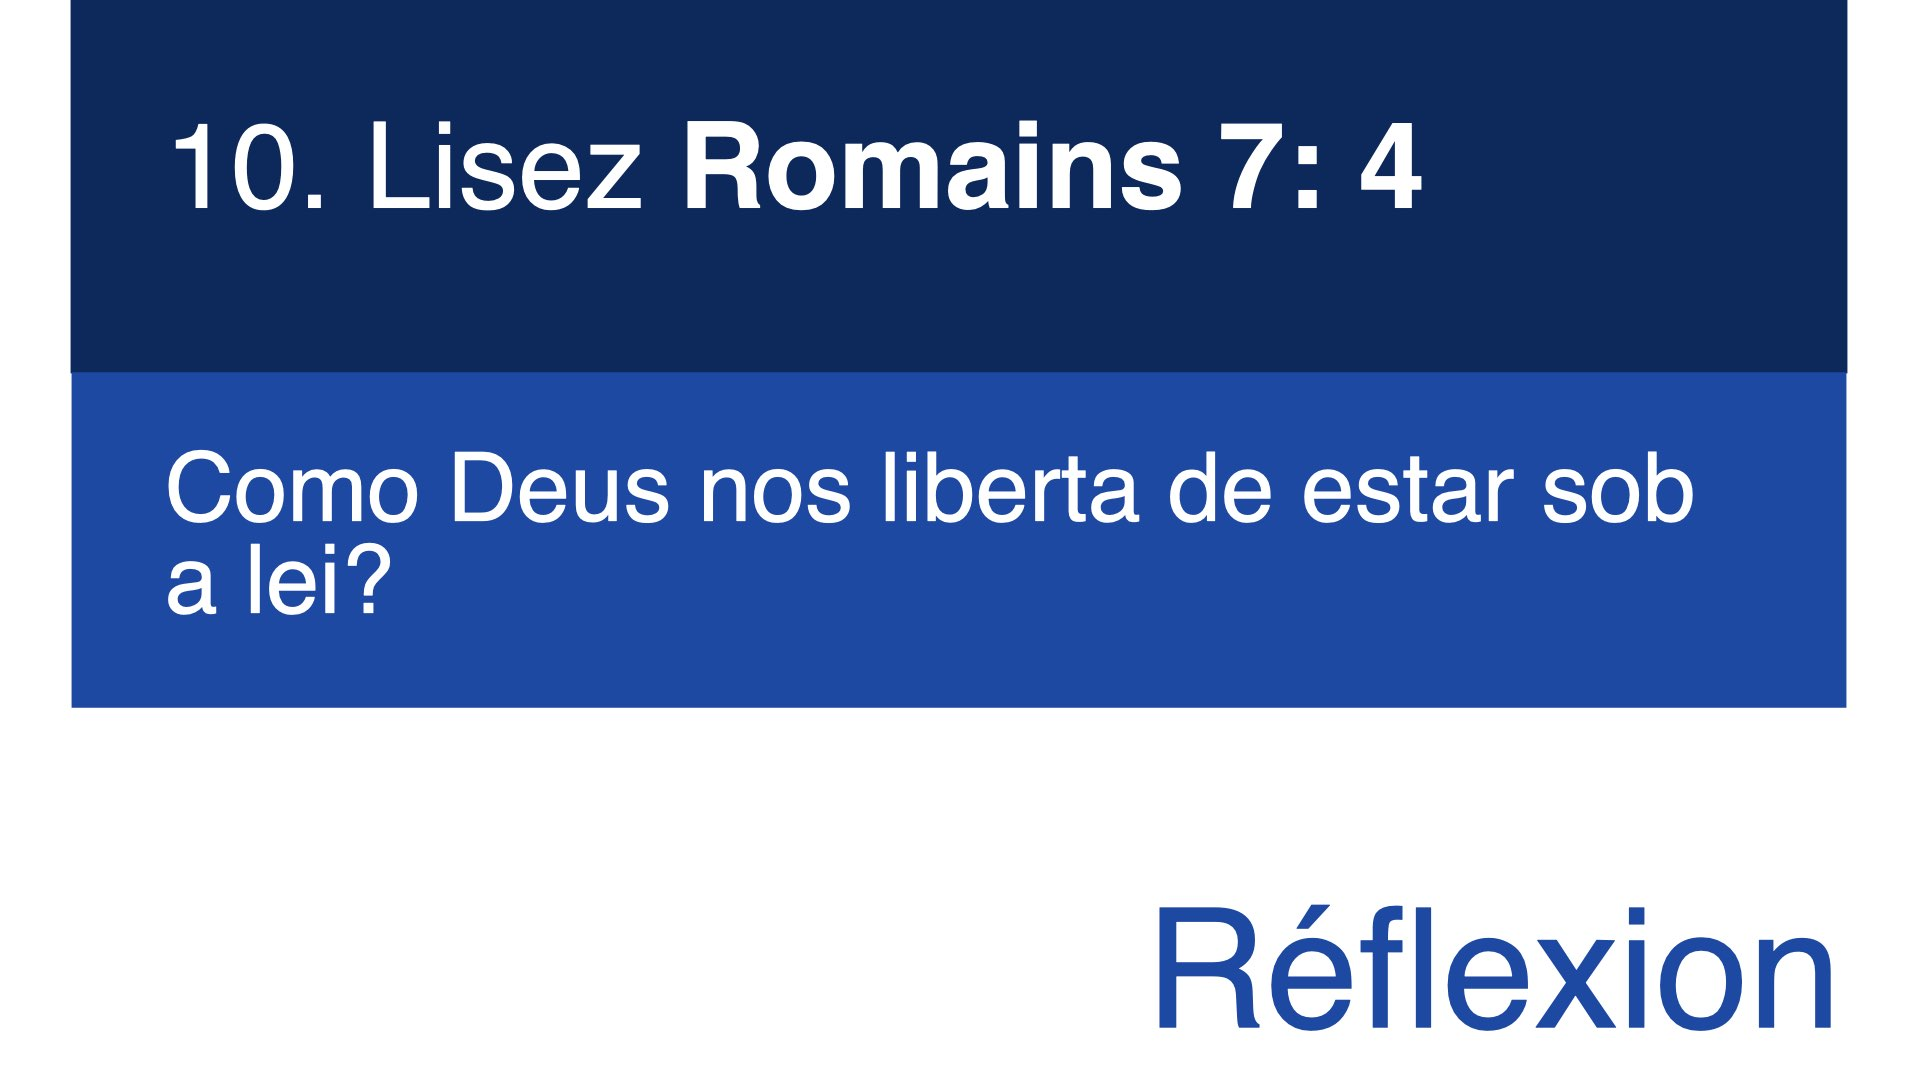 10. Lisez Romains 7: 4
Como Deus nos liberta de estar sob
a lei?
Réflexion